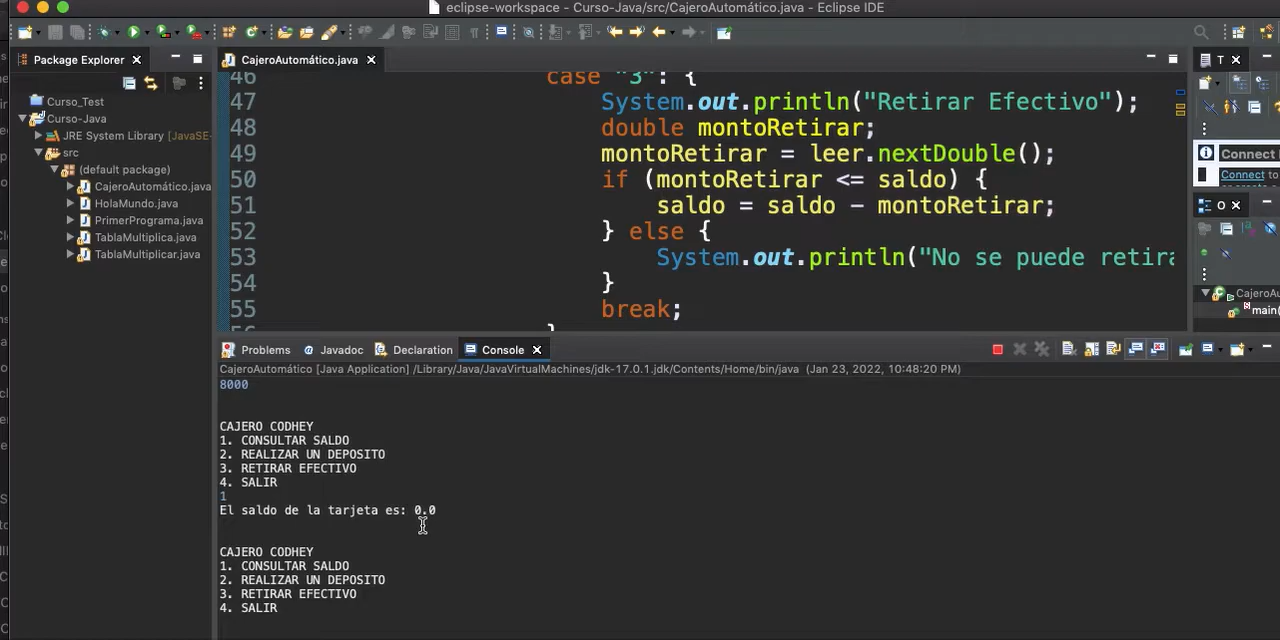 eclipse-workspace - Curso-Java/src/CajeroAutomático.java - Eclipse IDE
Package Explorer
CajeroAutomático.java
T
Curso_Test
Curso-Java
JRE System Library [JavaSE-
src
(default package)
CajeroAutomático.java
HolaMundo.java
PrimerPrograma.java
TablaMultiplica.java
TablaMultiplicar.java
46 case "3": {
47 System.out.println("Retirar Efectivo");
48 double montoRetirar;
49 montoRetirar = leer.nextDouble();
50 if (montoRetirar <= saldo) {
51 saldo = saldo - montoRetirar;
52 } else {
53 System.out.println("No se puede retira
54 }
55 break;
56 }
Connect
Connect to
O
CajeroAu
main(
Problems
Javadoc
Declaration
Console
CajeroAutomático [Java Application] /Library/Java/JavaVirtualMachines/jdk-17.0.1.jdk/Contents/Home/bin/java (Jan 23, 2022, 10:48:20 PM)
8000
CAJERO CODHEY
1. CONSULTAR SALDO
2. REALIZAR UN DEPOSITO
3. RETIRAR EFECTIVO
4. SALIR
1
El saldo de la tarjeta es: 0.0
CAJERO CODHEY
1. CONSULTAR SALDO
2. REALIZAR UN DEPOSITO
3. RETIRAR EFECTIVO
4. SALIR